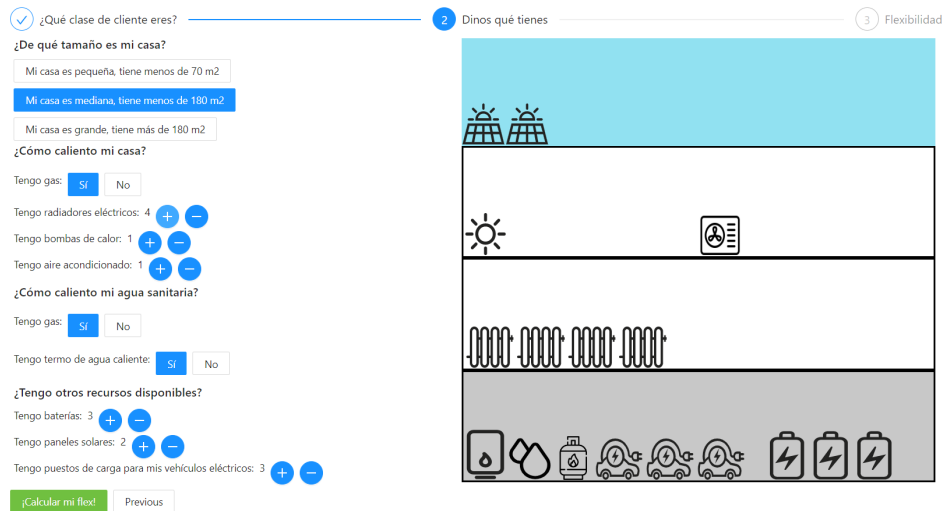 ¿Qué clase de cliente eres?
2 Dinos qué tienes
3 Flexibilidad
¿De qué tamaño es mi casa?
Mi casa es pequeña, tiene menos de 70 m2
Mi casa es mediana, tiene menos de 180 m2
Mi casa es grande, tiene más de 180 m2
¿Cómo caliento mi casa?
Tengo gas: Sí No
Tengo radiadores eléctricos: 4 + −
Tengo bombas de calor: 1 + −
Tengo aire acondicionado: 1 + −
¿Cómo caliento mi agua sanitaria?
Tengo gas: Sí No
Tengo termo de agua caliente: Sí No
¿Tengo otros recursos disponibles?
Tengo baterías: 3 + −
Tengo paneles solares: 2 + −
Tengo puestos de carga para mis vehículos eléctricos: 3 + −
¡Calcular mi flex! Previous